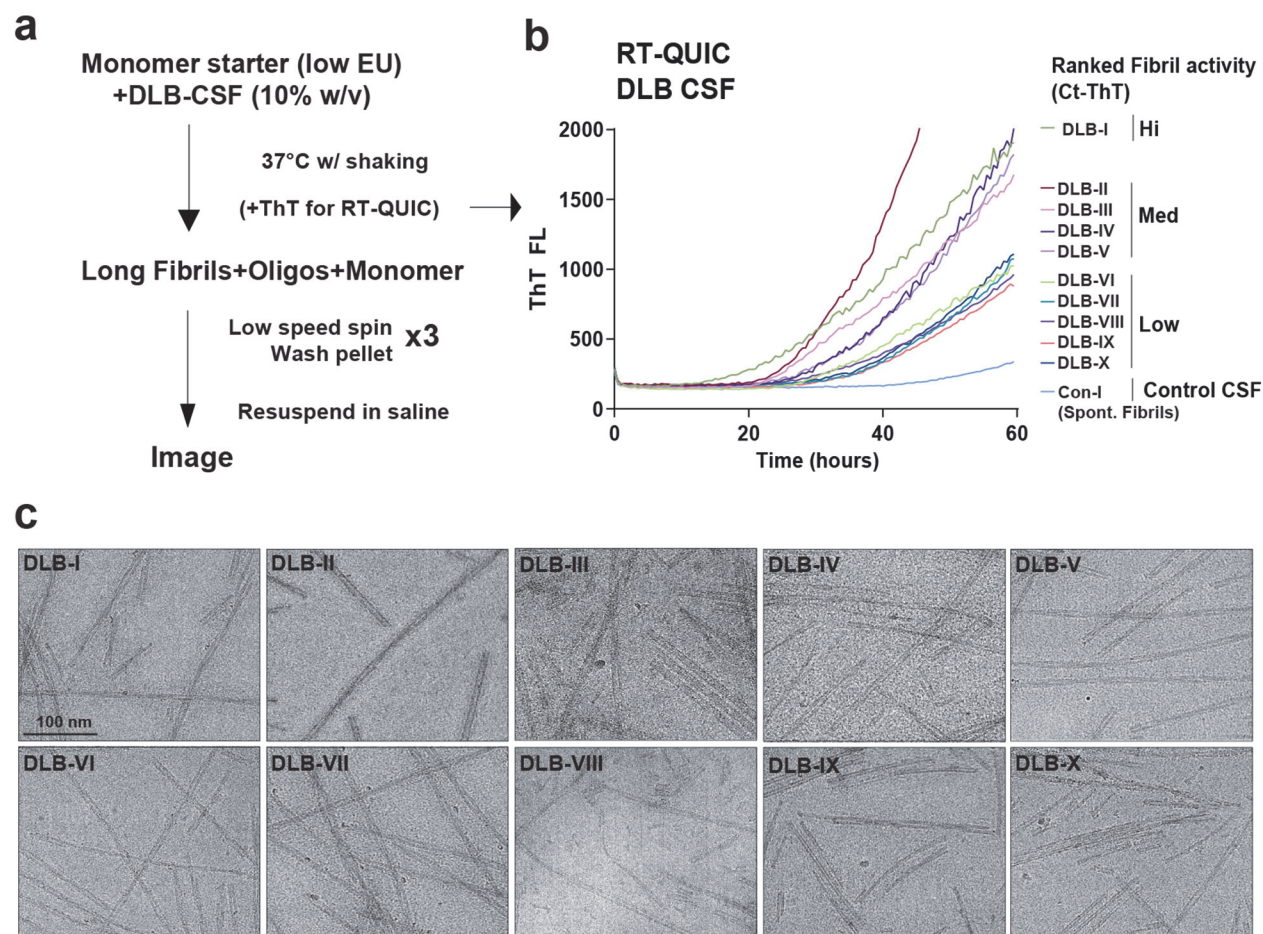 a
Monomer starter (low EU)
+DLB-CSF (10% w/v)
37°C w/ shaking
(+ThT for RT-QUIC)
Long Fibrils+Oligos+Monomer
Low speed spin
Wash pellet
x3
Resuspend in saline
Image
b
RT-QUIC
DLB CSF
2000
1500
1000
500
0
ThT FL
0
20
40
60
Time (hours)
Ranked Fibril activity
(Ct-ThT)
DLB-I
Hi
DLB-II
DLB-III
DLB-IV
DLB-V
Med
DLB-VI
DLB-VII
DLB-VIII
DLB-IX
DLB-X
Low
Con-I
(Spont. Fibrils)
Control CSF
c
DLB-I
DLB-II
DLB-III
DLB-IV
DLB-V
100 nm
DLB-VI
DLB-VII
DLB-VIII
DLB-IX
DLB-X